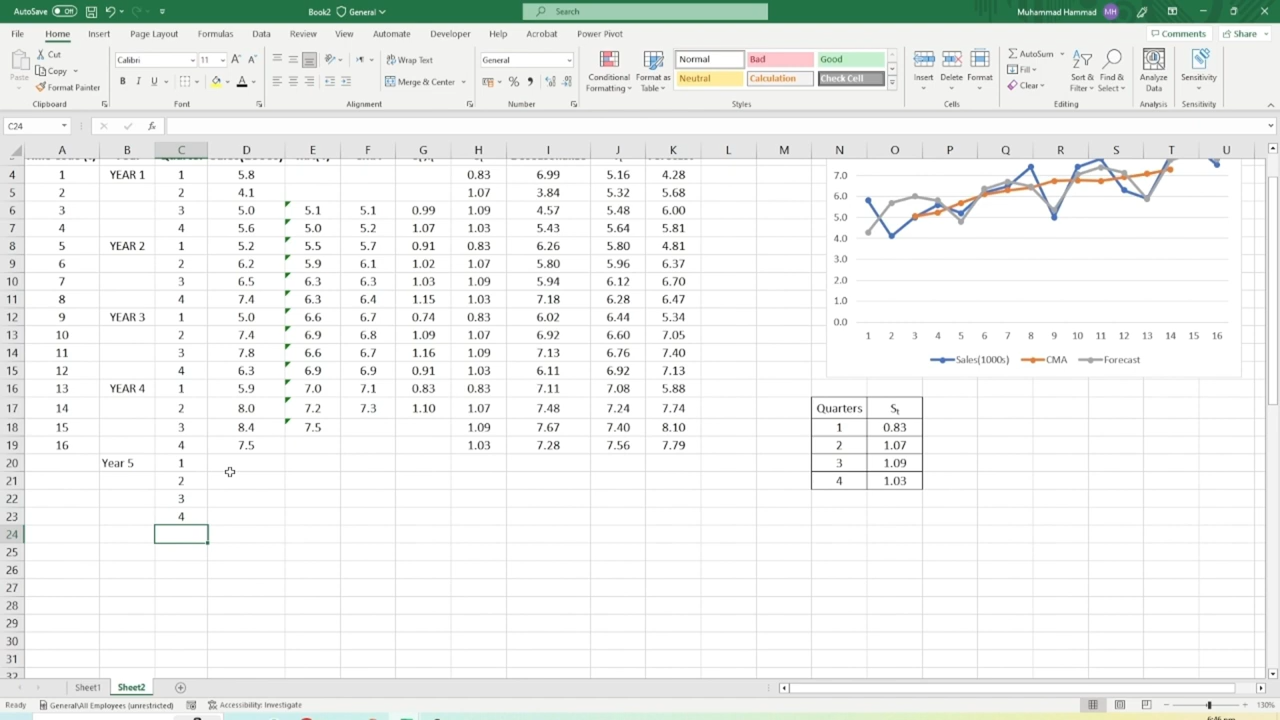 AutoSave Off Book2 General Search Muhammad Hammad MH
File Home Insert Page Layout Formulas Data Review View Automate Developer Help Power Pivot Comments Share
Paste Cut Copy Format Painter Clipboard
Calibri 11 A A B I U A Font
Wrap Text Merge & Center Alignment
General % Number
Conditional Formatting Format as Table Normal Bad Good Neutral Calculation Check Cell Styles
Insert Delete Format Cells
AutoSum Fill Clear Sort & Filter Find & Select Editing
Analyze Data Analysis Sensitivity Sensitivity
C24 fx
A B C D E F G H I J K L M N O P Q R S T U
4 1 YEAR 1 1 5.8 0.83 6.99 5.16 4.28
5 2 2 4.1 1.07 3.84 5.32 5.68
6 3 3 5.0 5.1 5.1 0.99 1.09 4.57 5.48 6.00
7 4 4 5.6 5.0 5.2 1.07 1.03 5.43 5.64 5.81
8 5 YEAR 2 1 5.2 5.5 5.7 0.91 0.83 6.26 5.80 4.81
9 6 2 6.2 5.9 6.1 1.02 1.07 5.80 5.96 6.37
10 7 3 6.5 6.3 6.3 1.03 1.09 5.94 6.12 6.70
11 8 4 7.4 6.3 6.4 1.15 1.03 7.18 6.28 6.47
12 9 YEAR 3 1 5.0 6.6 6.7 0.74 0.83 6.02 6.44 5.34
13 10 2 7.4 6.9 6.8 1.09 1.07 6.92 6.60 7.05
14 11 3 7.8 6.6 6.7 1.16 1.09 7.13 6.76 7.40
15 12 4 6.3 6.9 6.9 0.91 1.03 6.11 6.92 7.13
16 13 YEAR 4 1 5.9 7.0 7.1 0.83 0.83 7.11 7.08 5.88
17 14 2 8.0 7.2 7.3 1.10 1.07 7.48 7.24 7.74
18 15 3 8.4 7.5 1.09 7.67 7.40 8.10
19 16 4 7.5 1.03 7.28 7.56 7.79
20 Year 5 1
21 2
22 3
23 4
24
25
26
27
28
29
30
31
32
7.0
6.0
5.0
4.0
3.0
2.0
1.0
0.0
1 2 3 4 5 6 7 8 9 10 11 12 13 14 15 16
Sales(1000s) CMA Forecast
Quarters St
1 0.83
2 1.07
3 1.09
4 1.03
Sheet1 Sheet2
Ready General\All Employees (unrestricted) Accessibility: Investigate 130%